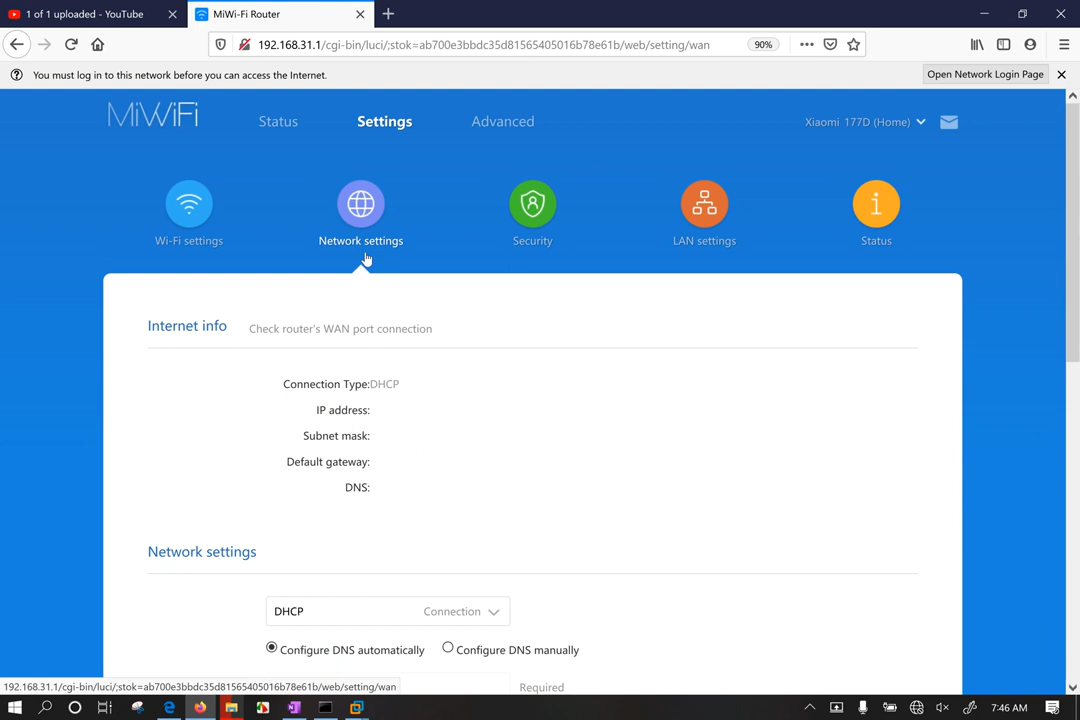 1 of 1 uploaded - YouTube
MiWi-Fi Router
192.168.31.1/cgi-bin/luci/;stok=ab700e3bbdc35d81565405016b78e61b/web/setting/wan
90%
You must log in to this network before you can access the Internet.
Open Network Login Page
MiWiFi
Status
Settings
Advanced
Xiaomi 177D (Home)
Wi-Fi settings
Network settings
Security
LAN settings
Status
Internet info
Check router's WAN port connection
Connection Type:DHCP
IP address:
Subnet mask:
Default gateway:
DNS:
Network settings
DHCP
Connection
Configure DNS automatically
Configure DNS manually
Required
192.168.31.1/cgi-bin/luci/;stok=ab700e3bbdc35d81565405016b78e61b/web/setting/wan
7:46 AM